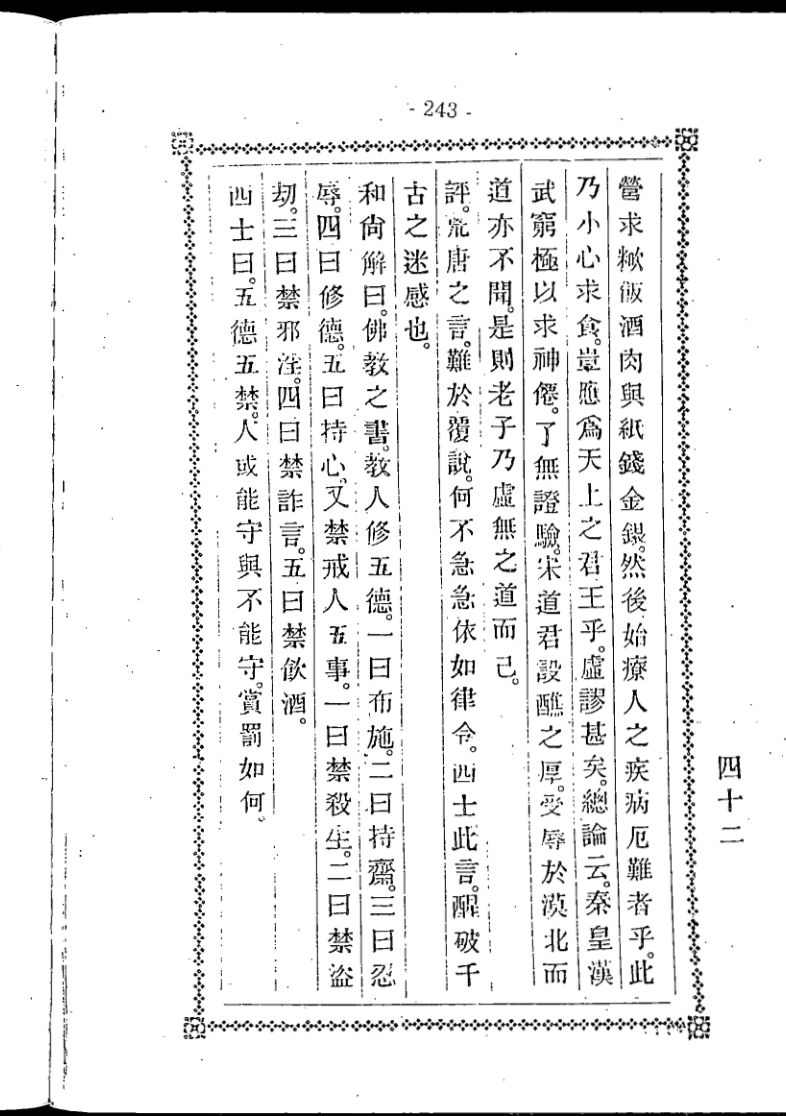 - 243 -
營求歟飯酒肉與紙錢金銀。然後始療人之疾病厄難者乎。此
乃小心求食。豈應爲天上之君王乎。虛謬甚矣。總論云。秦皇漢
武窮極以求神僊。了無證驗。宋道君設醮之厚。受辱於漠北而
道亦不聞。是則老子乃虛無之道而己。
評。荒唐之言。難於覆說。何不急急依如律令。西士此言。醒破千
古之迷感也。
和尙解曰。佛教之書。教人修五德。一曰布施。二曰持齋。三曰忍
辱。四曰修德。五曰持心。又禁戒人五事。一曰禁殺生。二曰禁盜
刼。三曰禁邪淫。四曰禁詐言。五曰禁飮酒。
西士曰。五德五禁。人或能守與不能守。賞罰如何。
四十二